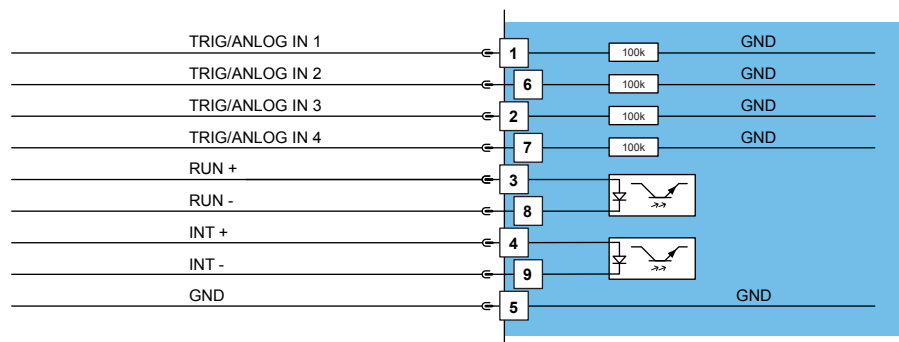 TRIG/ANLOG IN 1 1 100k GND
TRIG/ANLOG IN 2 6 100k GND
TRIG/ANLOG IN 3 2 100k GND
TRIG/ANLOG IN 4 7 100k GND
RUN + 3
RUN - 8
INT + 4
INT - 9
GND 5 GND